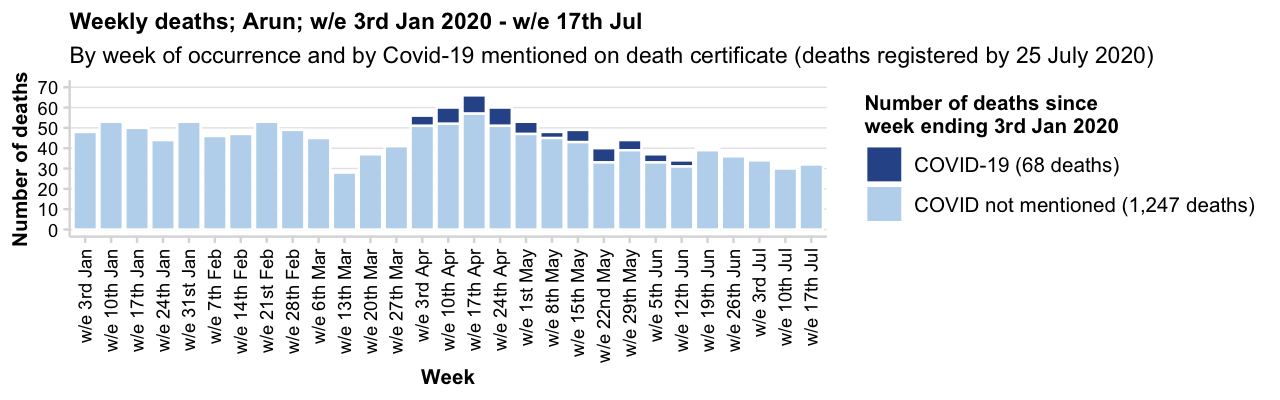 Weekly deaths; Arun; w/e 3rd Jan 2020 - w/e 17th Jul
By week of occurrence and by Covid-19 mentioned on death certificate (deaths registered by 25 July 2020)
Number of deaths
70
60
50
40
30
20
10
0
w/e 3rd Jan
w/e 10th Jan
w/e 17th Jan
w/e 24th Jan
w/e 31st Jan
w/e 7th Feb
w/e 14th Feb
w/e 21st Feb
w/e 28th Feb
w/e 6th Mar
w/e 13th Mar
w/e 20th Mar
w/e 27th Mar
w/e 3rd Apr
w/e 10th Apr
w/e 17th Apr
w/e 24th Apr
w/e 1st May
w/e 8th May
w/e 15th May
w/e 22nd May
w/e 29th May
w/e 5th Jun
w/e 12th Jun
w/e 19th Jun
w/e 26th Jun
w/e 3rd Jul
w/e 10th Jul
w/e 17th Jul
Week
Number of deaths since
week ending 3rd Jan 2020
COVID-19 (68 deaths)
COVID not mentioned (1,247 deaths)